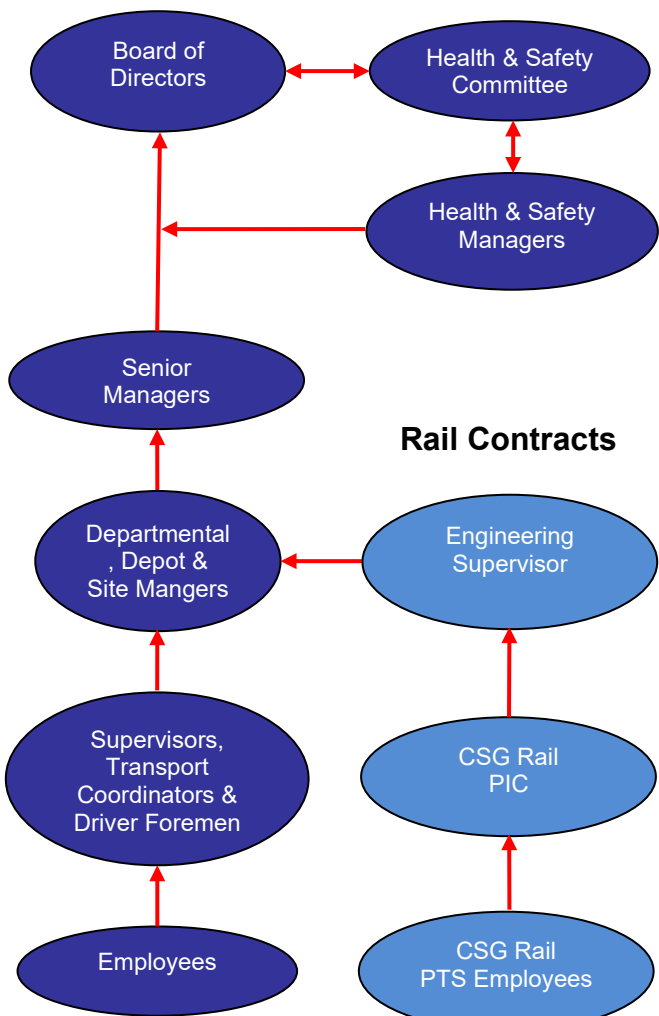 Board of
Directors
Health & Safety
Committee
Health & Safety
Managers
Senior
Managers
Rail Contracts
Departmental
, Depot &
Site Mangers
Engineering
Supervisor
Supervisors,
Transport
Coordinators &
Driver Foremen
CSG Rail
PIC
Employees
CSG Rail
PTS Employees